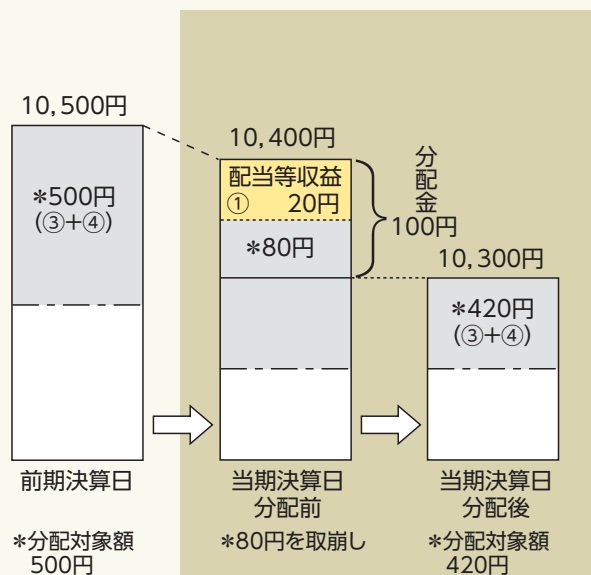 10,500円
*500円
(③+④)
前期決算日
*分配対象額
500円
10,400円
配当等収益
① 20円
*80円
分配金
100円
当期決算日
分配前
*80円を取崩し
10,300円
*420円
(③+④)
当期決算日
分配後
*分配対象額
420円